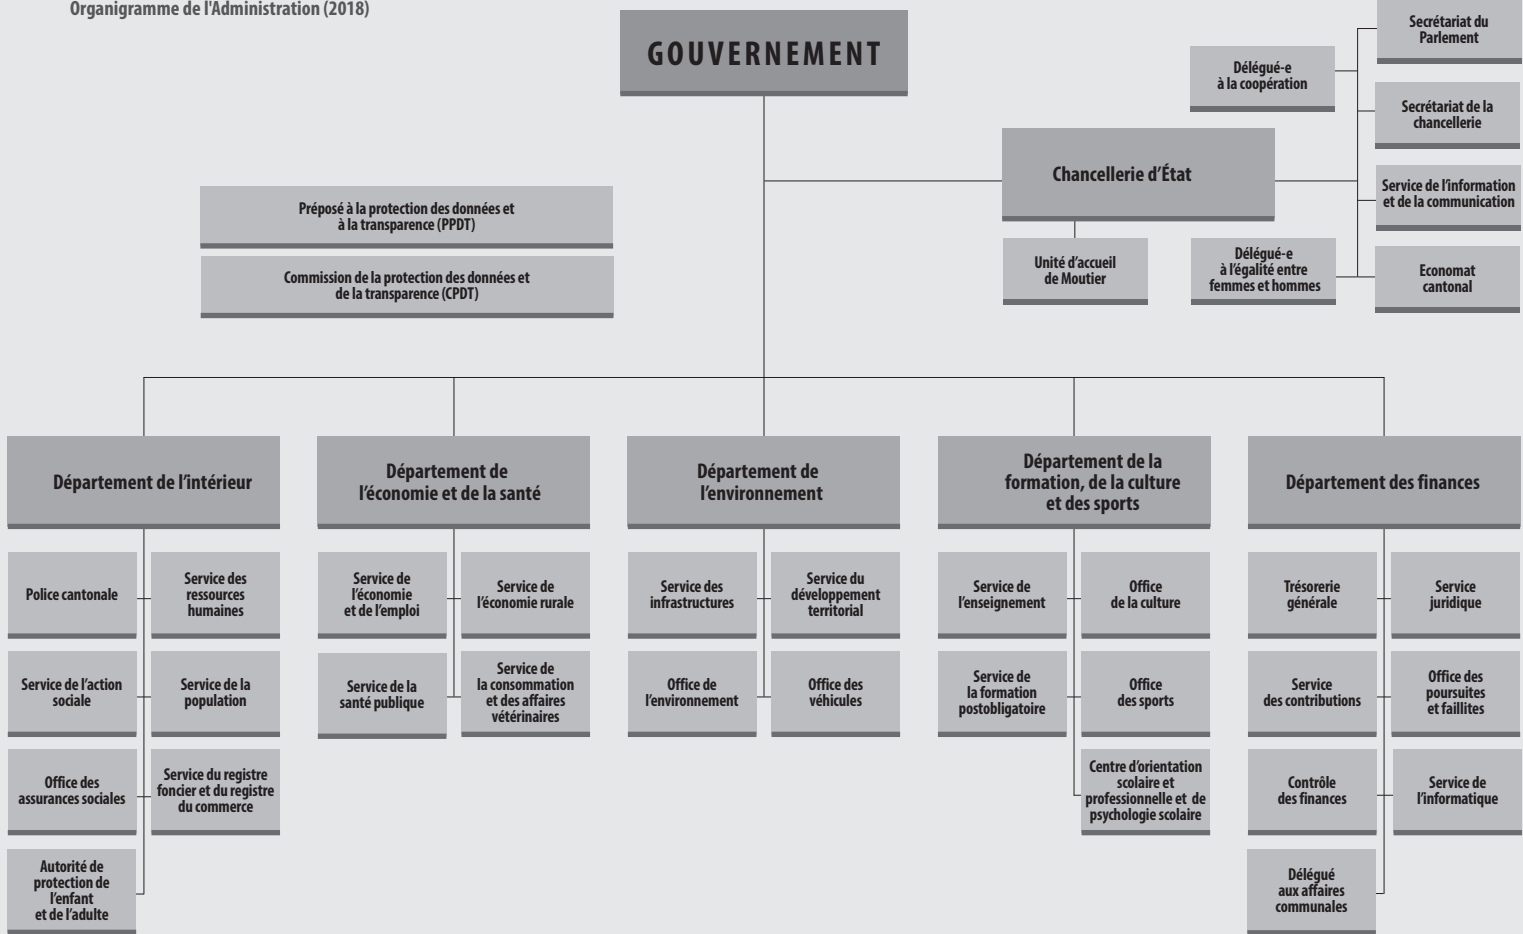 Organigramme de l'Administration (2018)
GOUVERNEMENT
Secrétariat du
Parlement
Délégué-e
à la coopération
Secrétariat de la
chancellerie
Chancellerie d'État
Service de l'information
et de la communication
Préposé à la protection des données et
à la transparence (PPDT)
Unité d'accueil
de Moutier
Délégué-e
à l'égalité entre
femmes et hommes
Economat
cantonal
Commission de la protection des données et
de la transparence (CPDT)
Département de l'intérieur
Département de
l'économie et de la santé
Département de
l'environnement
Département de la
formation, de la culture
et des sports
Département des finances
Police cantonale
Service des
ressources
humaines
Service de
l'économie
et de l'emploi
Service de
l'économie rurale
Service des
infrastructures
Service du
développement
territorial
Service de
l'enseignement
Office
de la culture
Trésorerie
générale
Service
juridique
Service de l'action
sociale
Service de la
population
Service de la
santé publique
Service de
la consommation
et des affaires
vétérinaires
Office de
l'environnement
Office des
véhicules
Service de
la formation
postobligatoire
Office
des sports
Service
des contributions
Office des
poursuites
et faillites
Office des
assurances sociales
Service du registre
foncier et du registre
du commerce
Centre d'orientation
scolaire et
professionnelle et de
psychologie scolaire
Contrôle
des finances
Service de
l'informatique
Autorité de
protection de
l'enfant
et de l'adulte
Délégué
aux affaires
communales